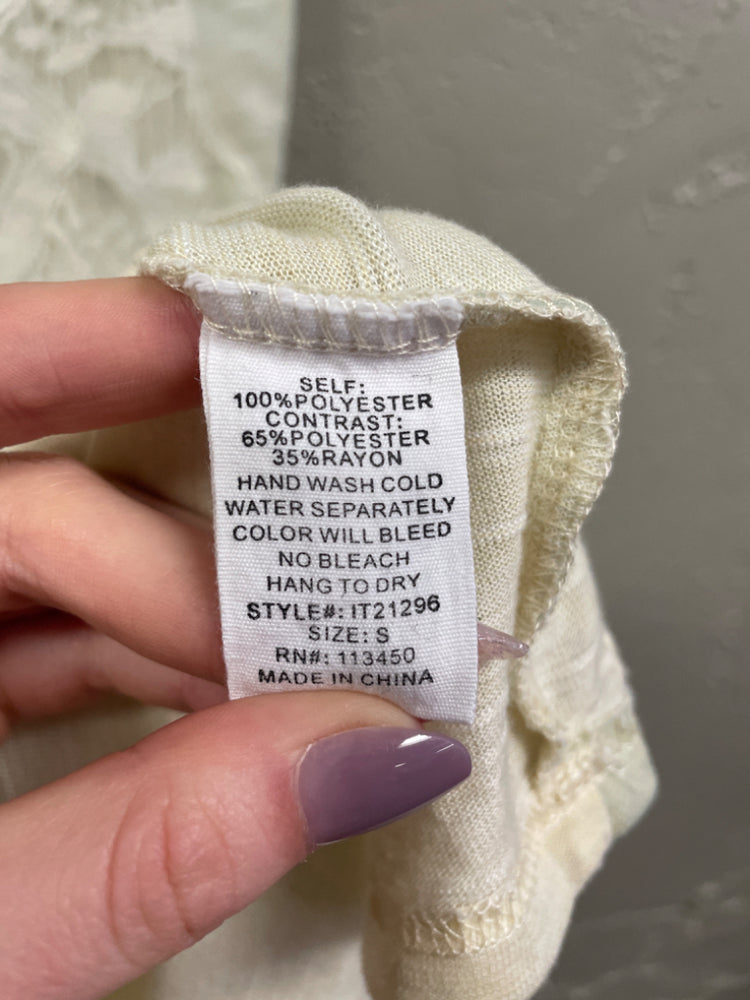 SELF:
100%POLYESTER
CONTRAST:
65%POLYESTER
35%RAYON
HAND WASH COLD
WATER SEPARATELY
COLOR WILL BLEED
NO BLEACH
HANG TO DRY
STYLE#: IT21296
SIZE: S
RN#: 113450
MADE IN CHINA